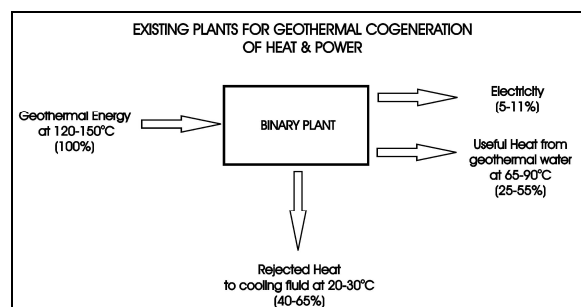 EXISTING PLANTS FOR GEOTHERMAL COGENERATION
OF HEAT & POWER
Geothermal Energy
at 120-150°C
(100%)
BINARY PLANT
Electricity
(5-11%)
Useful Heat from
geothermal water
at 65-90°C
(25-55%)
Rejected Heat
to cooling fluid at 20-30°C
(40-65%)